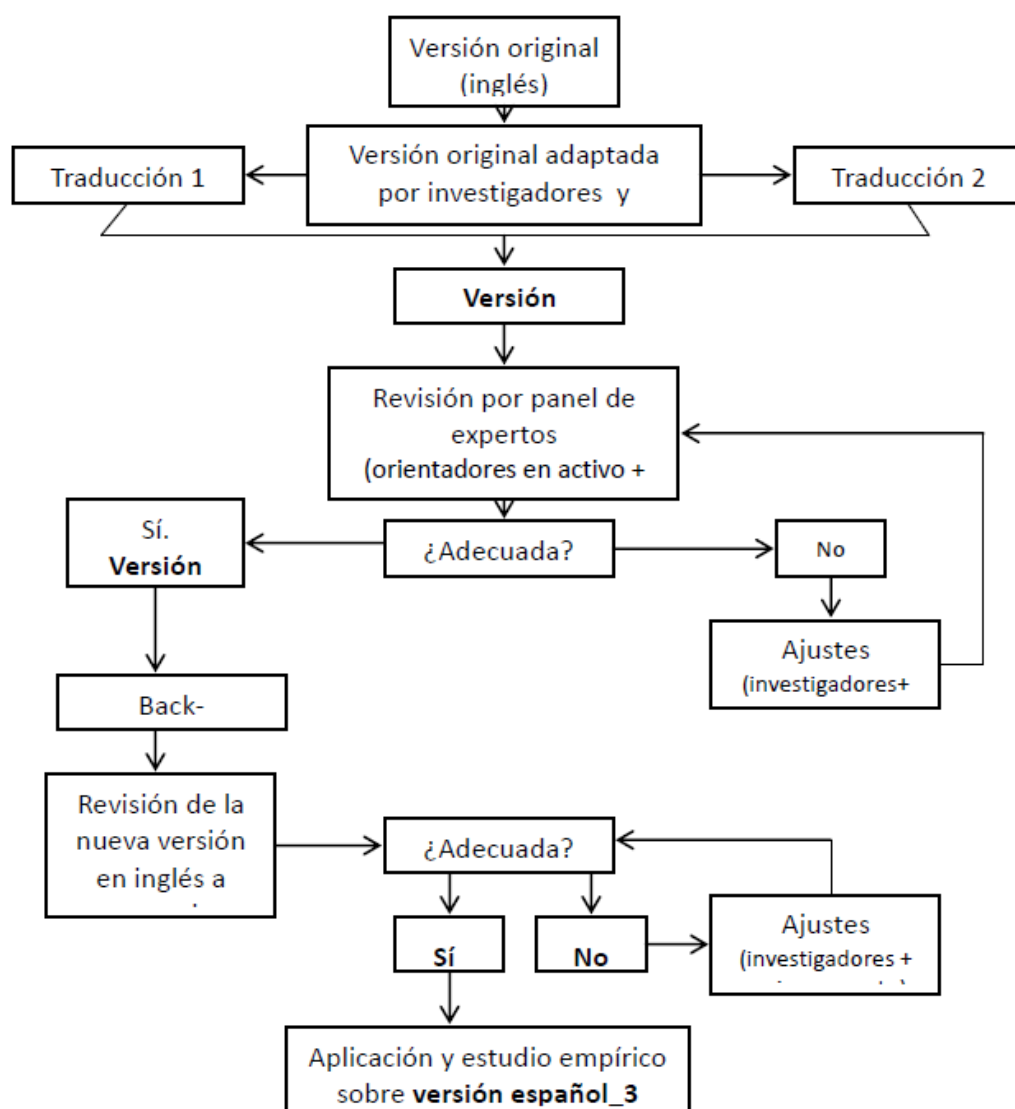 Versión original
(inglés)
Versión original adaptada
por investigadores y
Traducción 1
Traducción 2
Versión
Revisión por panel de
expertos
(orientadores en activo +
Sí.
Versión
¿Adecuada?
No
Ajustes
(investigadores+
Back-
Revisión de la
nueva versión
en inglés a
¿Adecuada?
Sí
No
Ajustes
(investigadores +
Aplicación y estudio empírico
sobre versión español_3